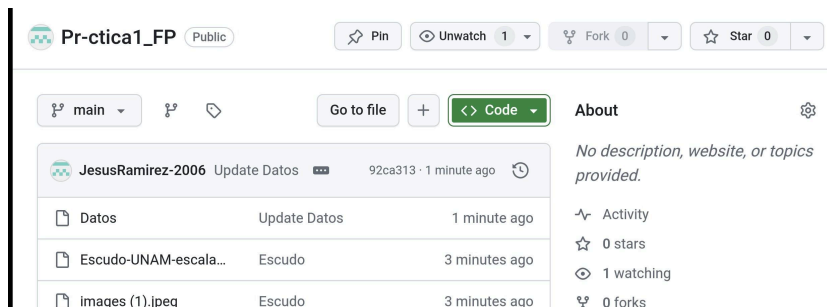 Pr-ctica1_FP Public Pin Unwatch 1 Fork 0 Star 0
main Go to file Code
About
No description, website, or topics
provided.
JesusRamirez-2006 Update Datos 92ca313 · 1 minute ago
Datos Update Datos 1 minute ago
Escudo-UNAM-escala... Escudo 3 minutes ago
images (1).jpeg Escudo 3 minutes ago
Activity
0 stars
1 watching
0 forks